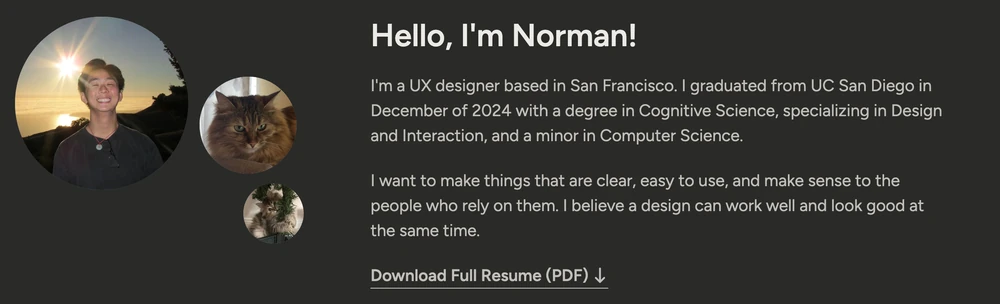 Hello, I'm Norman!
I'm a UX designer based in San Francisco. I graduated from UC San Diego in
December of 2024 with a degree in Cognitive Science, specializing in Design
and Interaction, and a minor in Computer Science.
I want to make things that are clear, easy to use, and make sense to the
people who rely on them. I believe a design can work well and look good at
the same time.
Download Full Resume (PDF) ↓